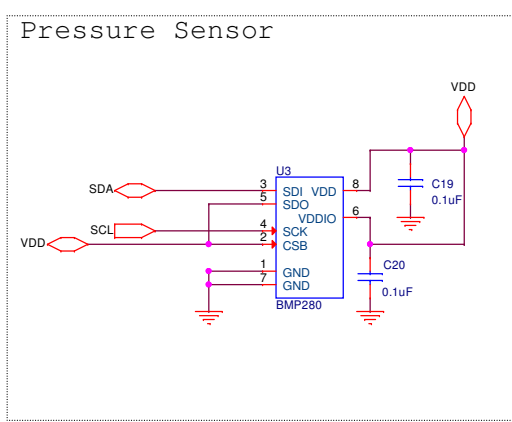 Pressure Sensor
VDD
U3
SDA
3
SDI
VDD
8
C19
5
SDO
0.1uF
VDDIO
6
SCL
4
SCK
VDD
2
CSB
C20
1
GND
7
GND
0.1uF
BMP280